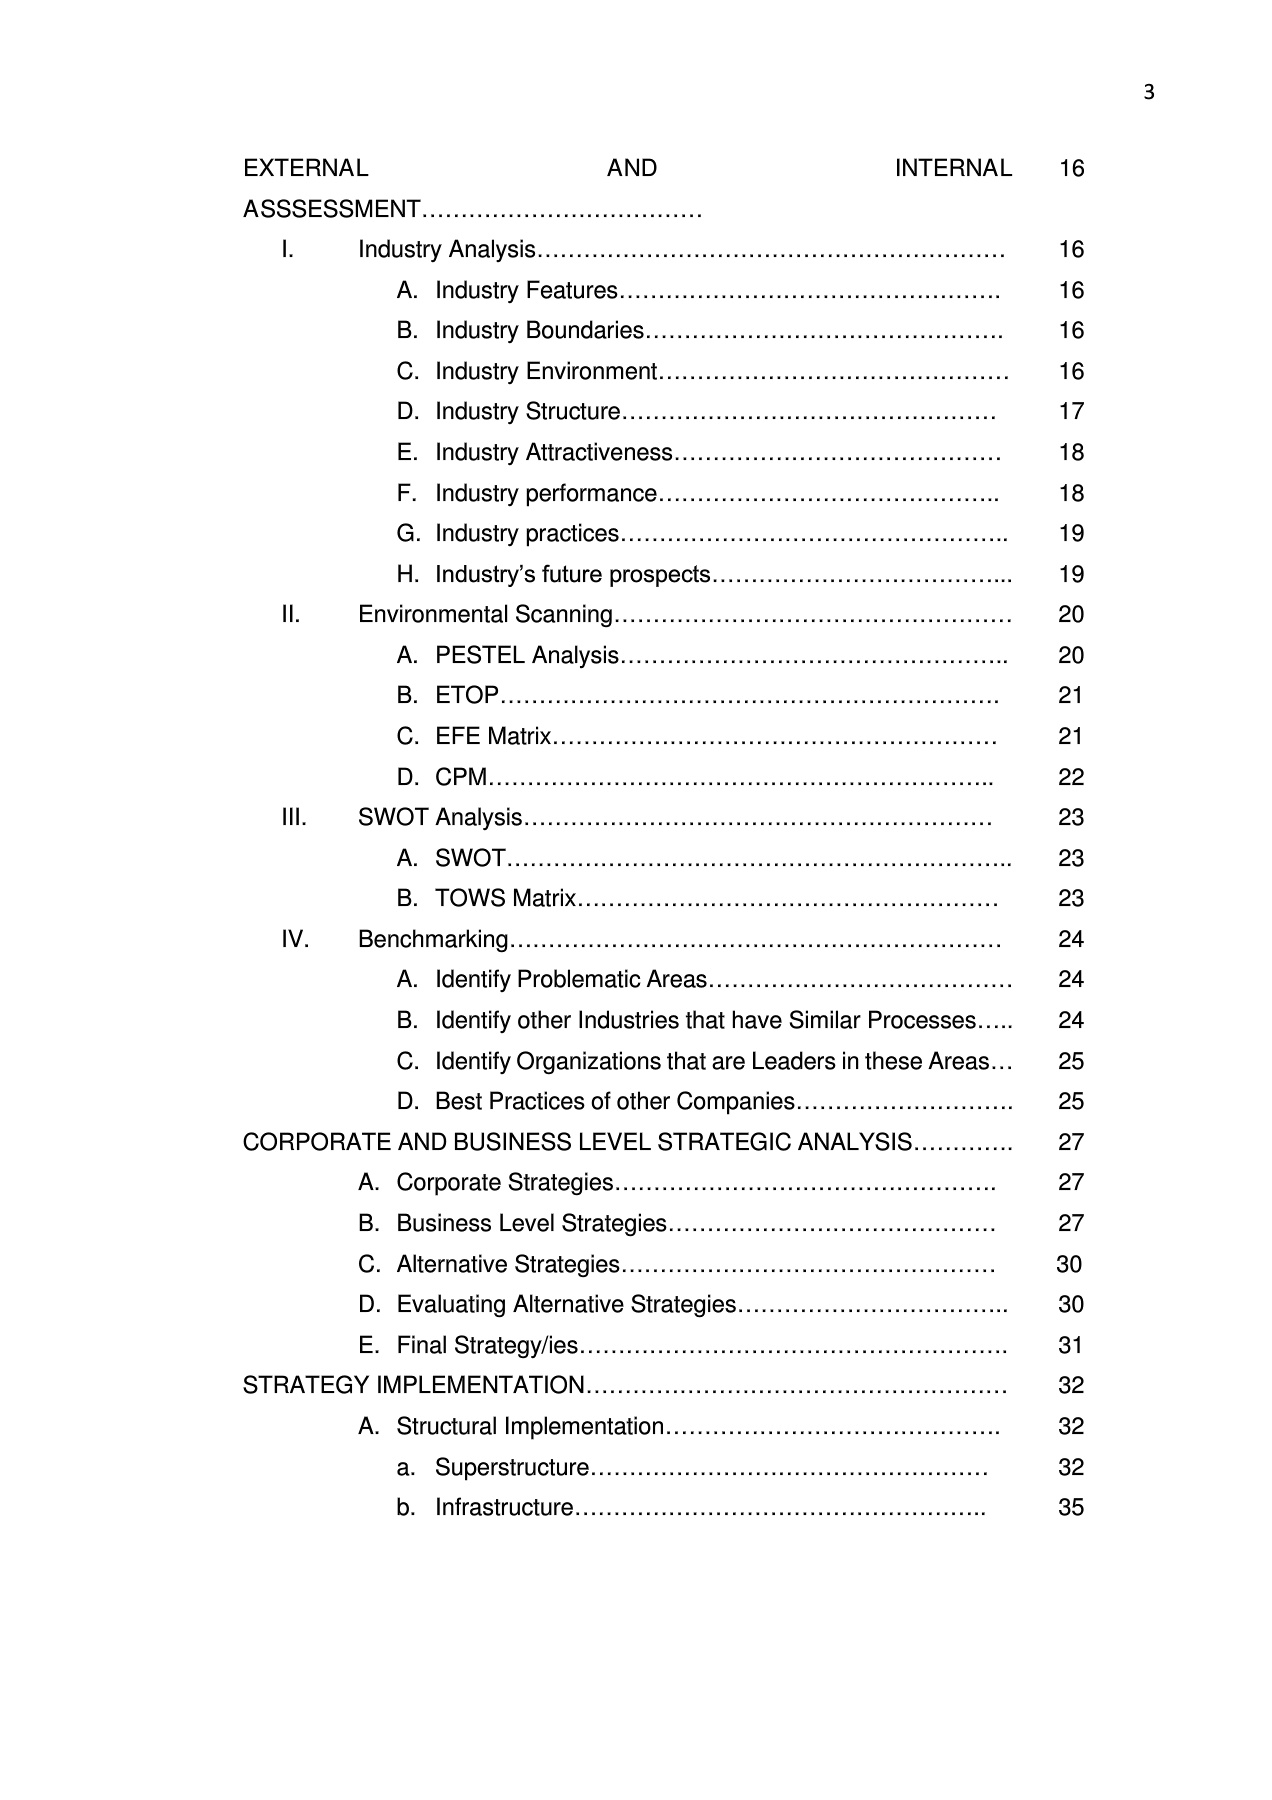 3
EXTERNAL AND INTERNAL 16
ASSSESSMENT………………………………
I. Industry Analysis…………………………………………………… 16
A. Industry Features…………………………………………. 16
B. Industry Boundaries………………………………………. 16
C. Industry Environment……………………………………… 16
D. Industry Structure………………………………………… 17
E. Industry Attractiveness…………………………………… 18
F. Industry performance…………………………………….. 18
G. Industry practices………………………………………….. 19
H. Industry’s future prospects………………………………... 19
II. Environmental Scanning…………………………………………… 20
A. PESTEL Analysis………………………………………….. 20
B. ETOP………………………………………………………. 21
C. EFE Matrix………………………………………………… 21
D. CPM……………………………………………………….. 22
III. SWOT Analysis…………………………………………………… 23
A. SWOT……………………………………………………….. 23
B. TOWS Matrix……………………………………………… 23
IV. Benchmarking……………………………………………………… 24
A. Identify Problematic Areas………………………………… 24
B. Identify other Industries that have Similar Processes….. 24
C. Identify Organizations that are Leaders in these Areas… 25
D. Best Practices of other Companies………………………. 25
CORPORATE AND BUSINESS LEVEL STRATEGIC ANALYSIS…………. 27
A. Corporate Strategies…………………………………………. 27
B. Business Level Strategies…………………………………… 27
C. Alternative Strategies………………………………………… 30
D. Evaluating Alternative Strategies……………………………... 30
E. Final Strategy/ies………………………………………………. 31
STRATEGY IMPLEMENTATION……………………………………………… 32
A. Structural Implementation……………………………………. 32
a. Superstructure…………………………………………… 32
b. Infrastructure…………………………………………….. 35